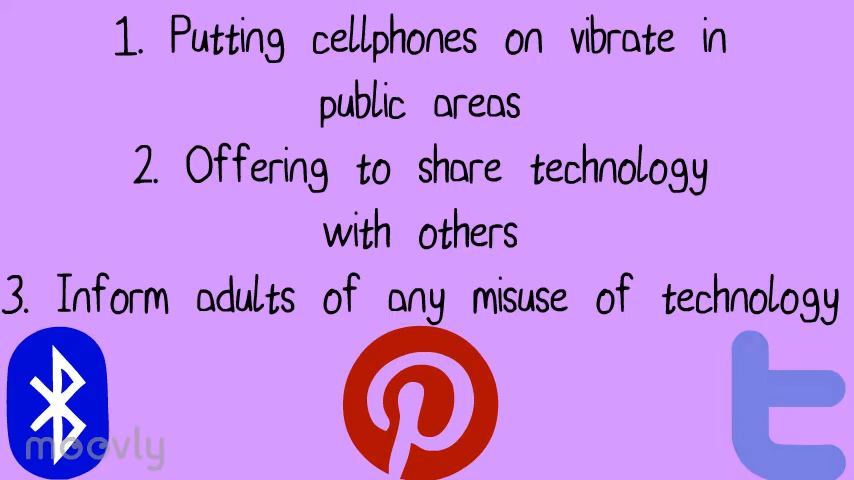 1. Putting cellphones on vibrate in
public areas
2. Offering to share technology
with others
3. Inform adults of any misuse of technology
moovly